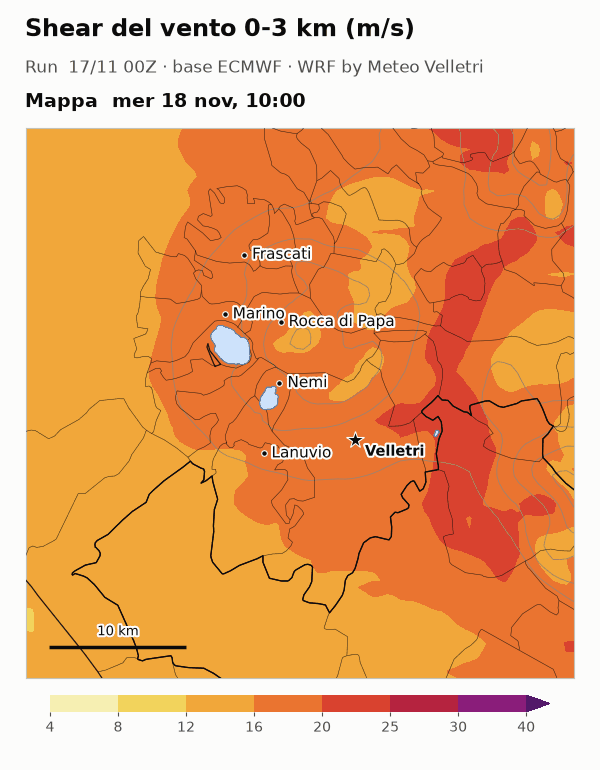 Shear del vento 0-3 km (m/s)
Run  17/11 00Z · base ECMWF · WRF by Meteo Velletri
Mappa  mer 18 nov, 10:00
Frascati
Marino
Rocca di Papa
Nemi
Velletri
Lanuvio
10 km
4 8 12 16 20 25 30 40